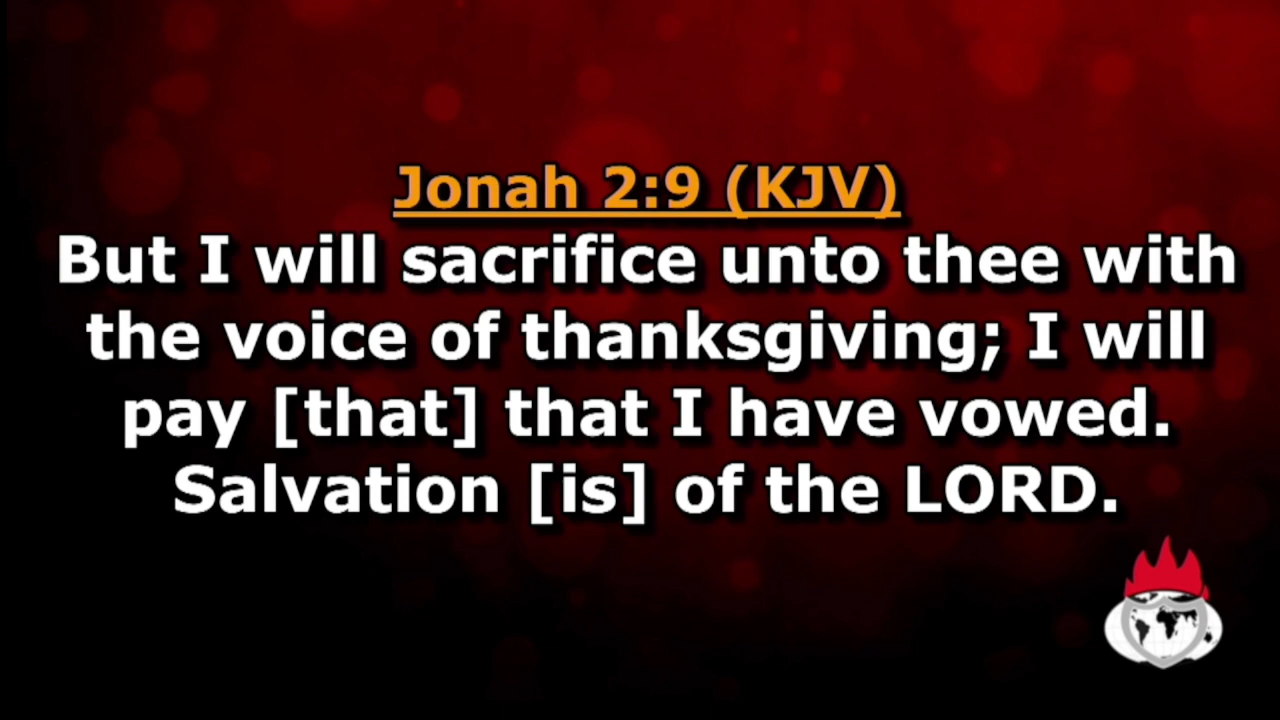 Jonah 2:9 (KJV)
But I will sacrifice unto thee with
the voice of thanksgiving; I will
pay [that] that I have vowed.
Salvation [is] of the LORD.